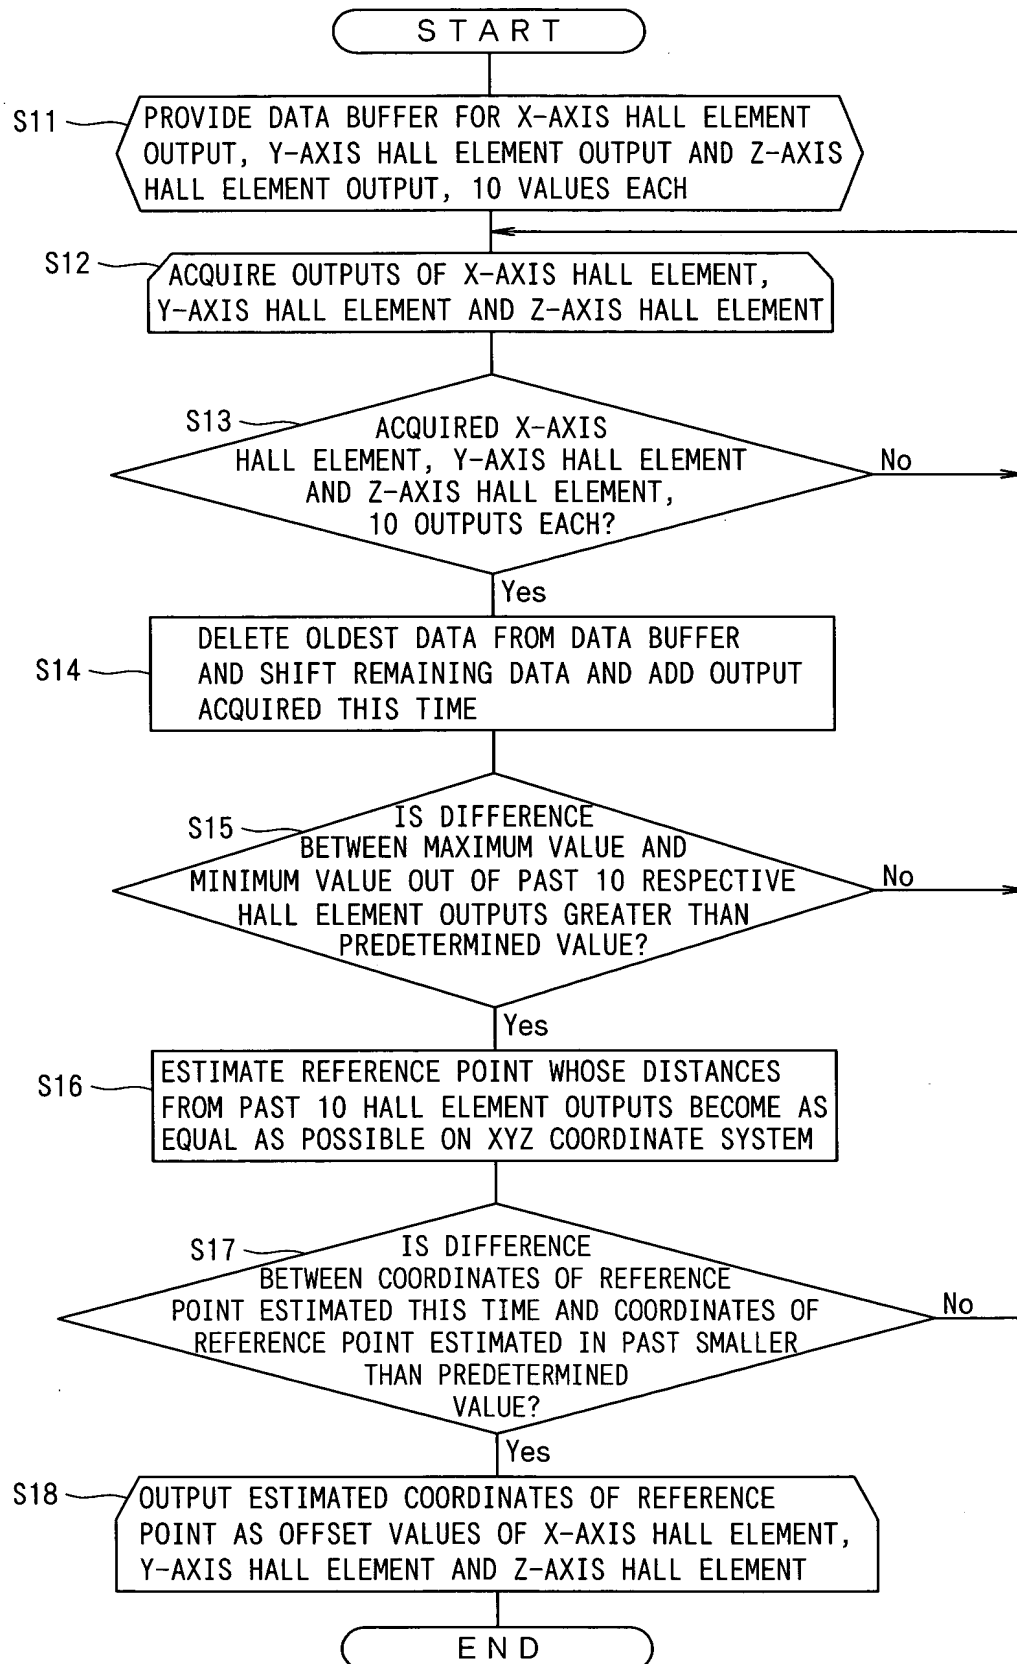 START
S11
PROVIDE DATA BUFFER FOR X-AXIS HALL ELEMENT
OUTPUT, Y-AXIS HALL ELEMENT OUTPUT AND Z-AXIS
HALL ELEMENT OUTPUT, 10 VALUES EACH
S12
ACQUIRE OUTPUTS OF X-AXIS HALL ELEMENT,
Y-AXIS HALL ELEMENT AND Z-AXIS HALL ELEMENT
S13
ACQUIRED X-AXIS
HALL ELEMENT, Y-AXIS HALL ELEMENT
AND Z-AXIS HALL ELEMENT,
10 OUTPUTS EACH?
No
Yes
S14
DELETE OLDEST DATA FROM DATA BUFFER
AND SHIFT REMAINING DATA AND ADD OUTPUT
ACQUIRED THIS TIME
S15
IS DIFFERENCE
BETWEEN MAXIMUM VALUE AND
MINIMUM VALUE OUT OF PAST 10 RESPECTIVE
HALL ELEMENT OUTPUTS GREATER THAN
PREDETERMINED VALUE?
No
Yes
S16
ESTIMATE REFERENCE POINT WHOSE DISTANCES
FROM PAST 10 HALL ELEMENT OUTPUTS BECOME AS
EQUAL AS POSSIBLE ON XYZ COORDINATE SYSTEM
S17
IS DIFFERENCE
BETWEEN COORDINATES OF REFERENCE
POINT ESTIMATED THIS TIME AND COORDINATES OF
REFERENCE POINT ESTIMATED IN PAST SMALLER
THAN PREDETERMINED
VALUE?
No
Yes
S18
OUTPUT ESTIMATED COORDINATES OF REFERENCE
POINT AS OFFSET VALUES OF X-AXIS HALL ELEMENT,
Y-AXIS HALL ELEMENT AND Z-AXIS HALL ELEMENT
END